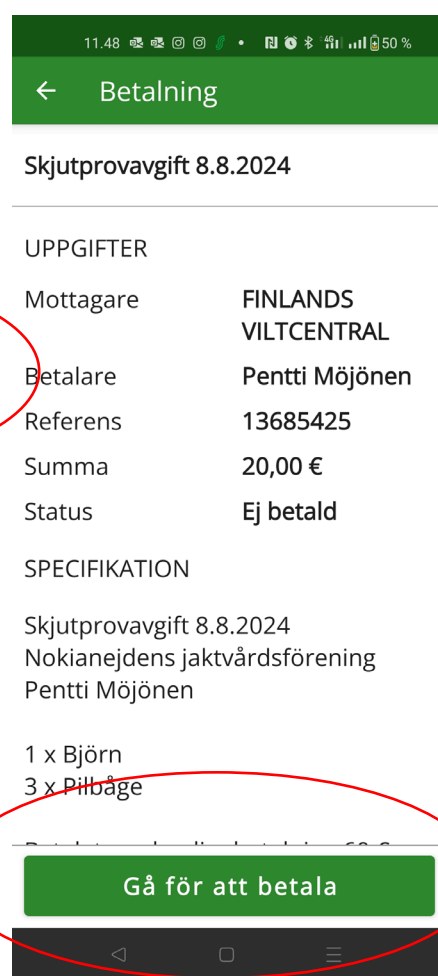 11.48 50 %
Betalning
Skjutprovavgift 8.8.2024
UPPGIFTER
Mottagare FINLANDS
VILTCENTRAL
Betalare Pentti Möjönen
Referens 13685425
Summa 20,00 €
Status Ej betald
SPECIFIKATION
Skjutprovavgift 8.8.2024
Nokianejdens jaktvårdsförening
Pentti Möjönen
1 x Björn
3 x Pilbåge
Gå för att betala